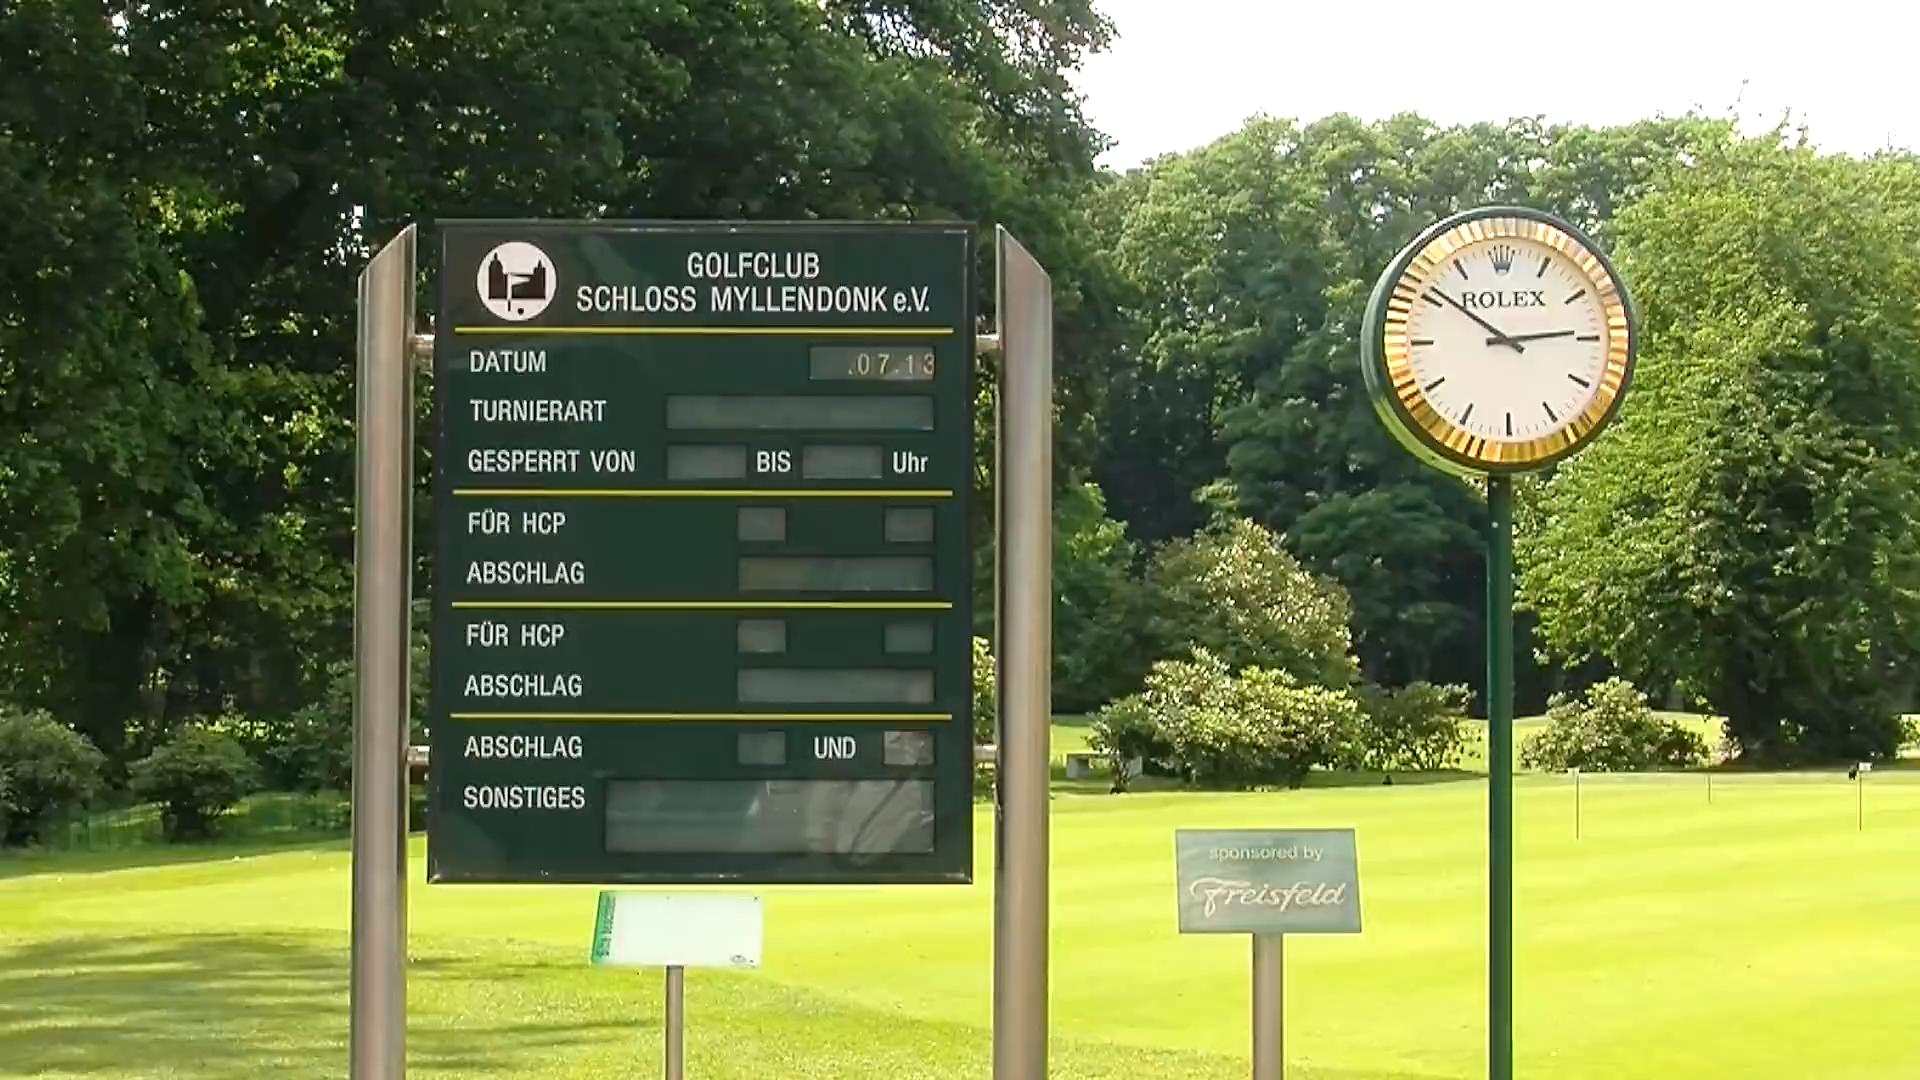 GOLFCLUB
SCHLOSS MYLLENDONK e.V.
DATUM .07.13
TURNIERART
GESPERRT VON BIS Uhr
FÜR HCP
ABSCHLAG
FÜR HCP
ABSCHLAG
ABSCHLAG UND
SONSTIGES
ROLEX
sponsored by
Freisfeld